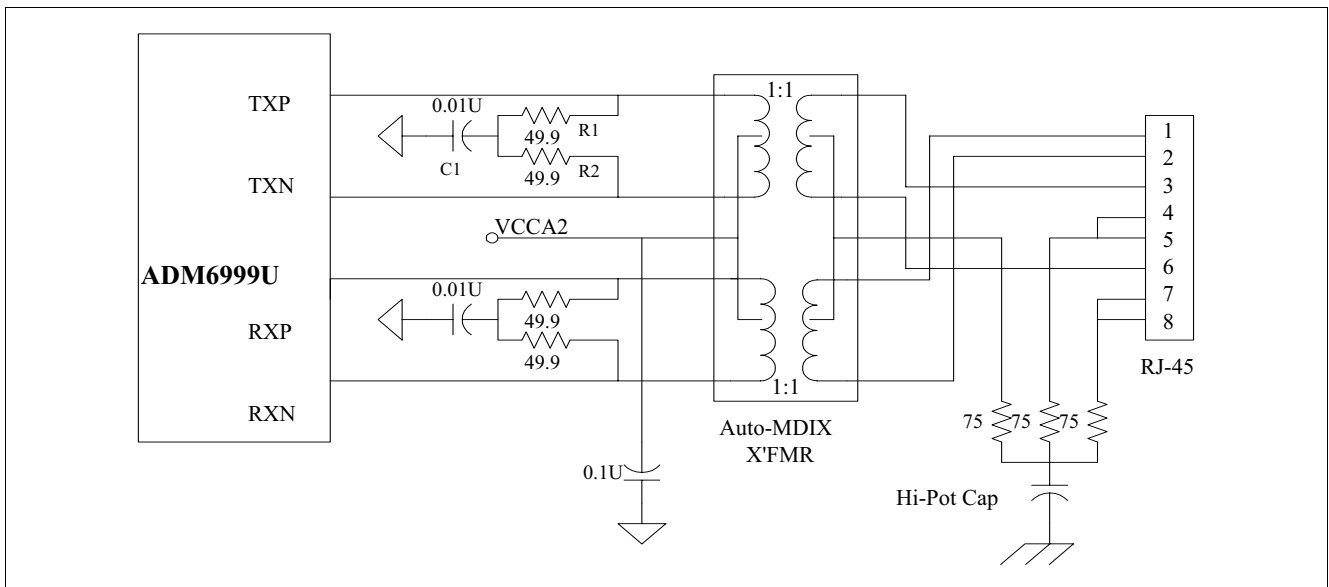 TXP
0.01U
49.9
R1
C1
49.9
R2
TXN
VCCA2
ADM6999U
0.01U
49.9
49.9
RXP
RXN
0.1U
1:1
1:1
Auto-MDIX
X'FMR
1
2
3
4
5
6
7
8
RJ-45
75
75
75
Hi-Pot Cap